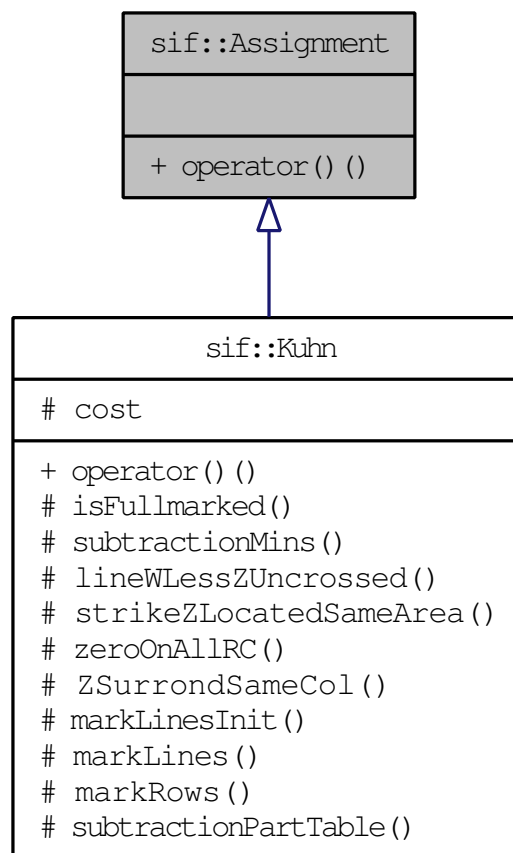 sif::Assignment
+ operator()()
sif::Kuhn
# cost
+ operator()()
# isFullmarked()
# subtractionMins()
# lineWLessZUncrossed()
# strikeZLocatedSameArea()
# zeroOnAllRC()
# ZSurrondSameCol()
# markLinesInit()
# markLines()
# markRows()
# subtractionPartTable()